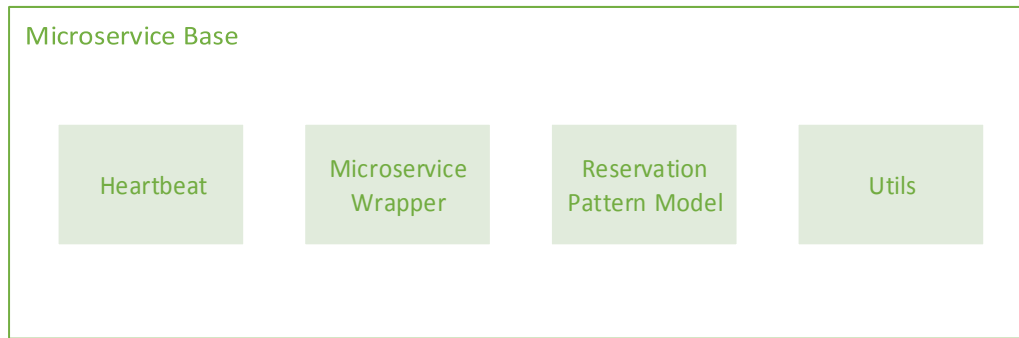 Microservice Base
Heartbeat
Microservice
Wrapper
Reservation
Pattern Model
Utils